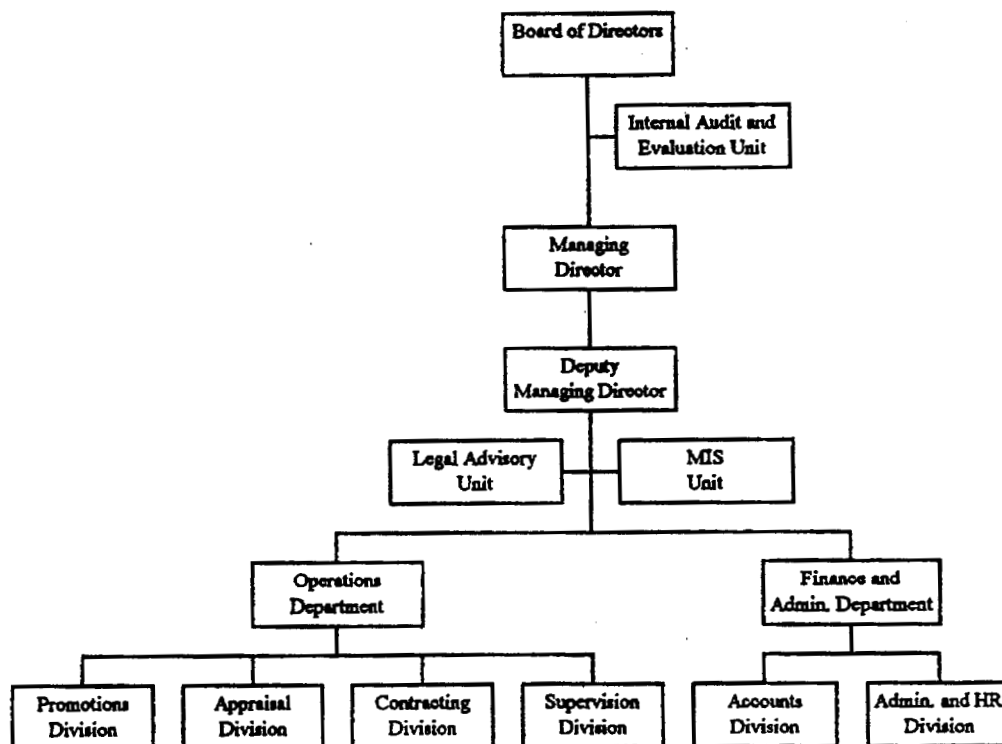 Board of Directors
Internal Audit and
Evaluation Unit
Managing
Director
Deputy
Managing Director
Legal Advisory
Unit
MIS
Unit
Operations
Department
Finance and
Admin. Department
Promotions
Division
Appraisal
Division
Contracting
Division
Supervision
Division
Accounts
Division
Admin. and HR
Division